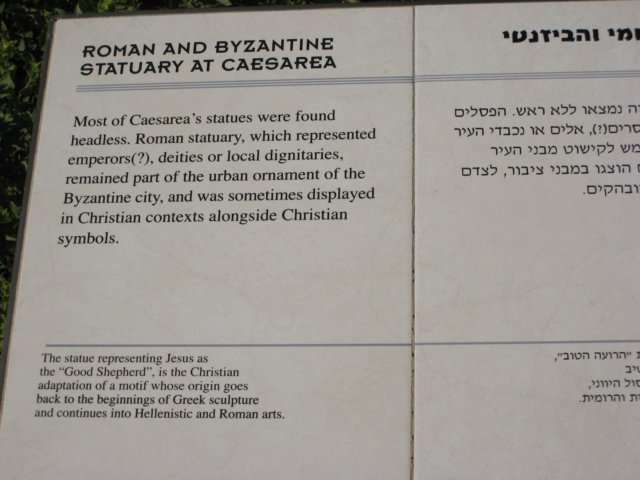 ROMAN AND BYZANTINE
STATUARY AT CAESAREA
Most of Caesarea's statues were found
headless. Roman statuary, which represented
emperors(?), deities or local dignitaries,
remained part of the urban ornament of the
Byzantine city, and was sometimes displayed
in Christian contexts alongside Christian
symbols.
The statue representing Jesus as
the "Good Shepherd", is the Christian
adaptation of a motif whose origin goes
back to the beginnings of Greek sculpture
and continues into Hellenistic and Roman arts.
והביזנטי
נמצאו ללא ראש. הפסלים
אלים או נכבדי העיר
לקישוט מבני העיר
הוצגו במבני ציבור, לצדם
"הרועה הטוב",
היווני,
והרומית.